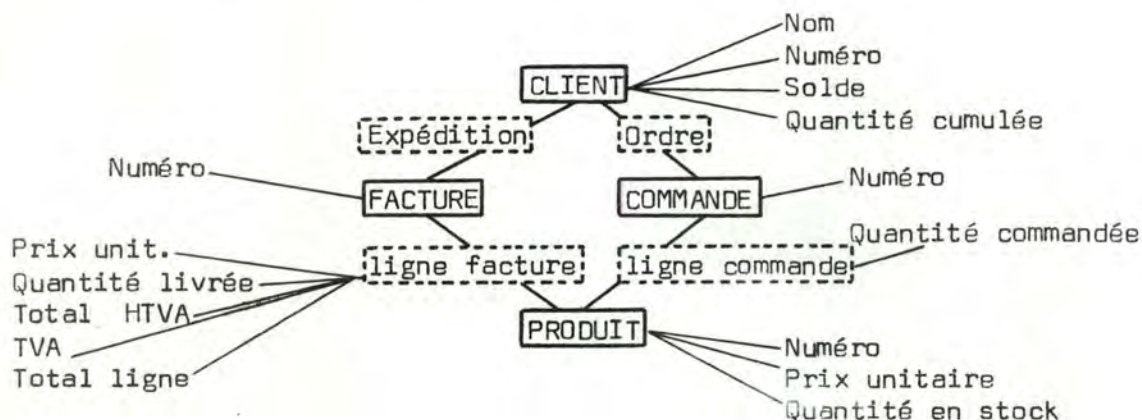 Nom
Numéro
CLIENT
Solde
Quantité cumulée
Expédition
Ordre
Numéro
FACTURE
COMMANDE
Numéro
Prix unit.
Quantité livrée
Total HTVA
TVA
Total ligne
ligne facture
ligne commande
Quantité commandée
PRODUIT
Numéro
Prix unitaire
Quantité en stock